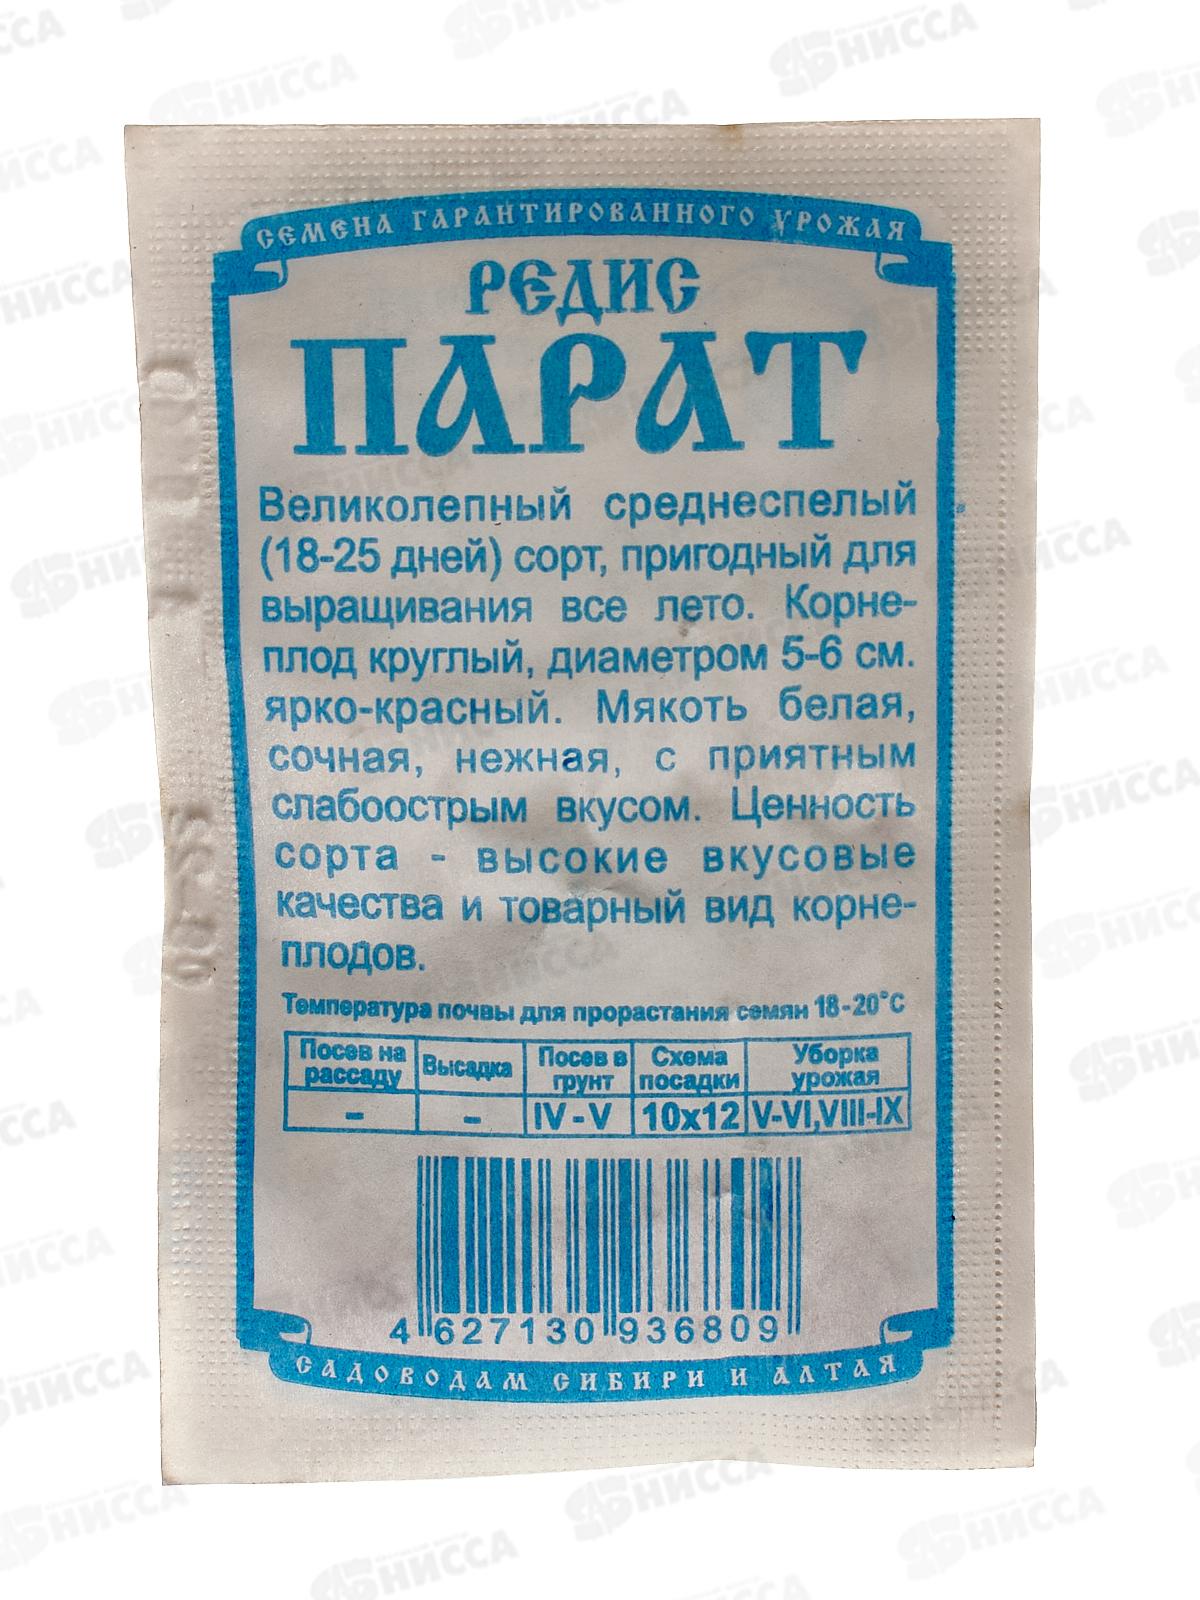 СЕМЕНА ГАРАНТИРОВАННОГО УРОЖАЯ
РЕДИС
ПАРАТ
Великолепный среднеспелый
(18-25 дней) сорт, пригодный для
выращивания все лето. Корне-
плод круглый, диаметром 5-6 см.
ярко-красный. Мякоть белая,
сочная, нежная, с приятным
слабоострым вкусом. Ценность
сорта - высокие вкусовые
качества и товарный вид корне-
плодов.
Температура почвы для прорастания семян 18-20°С
Посев на рассаду Высадка Посев в грунт Схема посадки Уборка урожая
- - IV-V 10х12 V-VI,VIII-IX
4 627130 936809
САДОВОДАМ СИБИРИ И АЛТАЯ